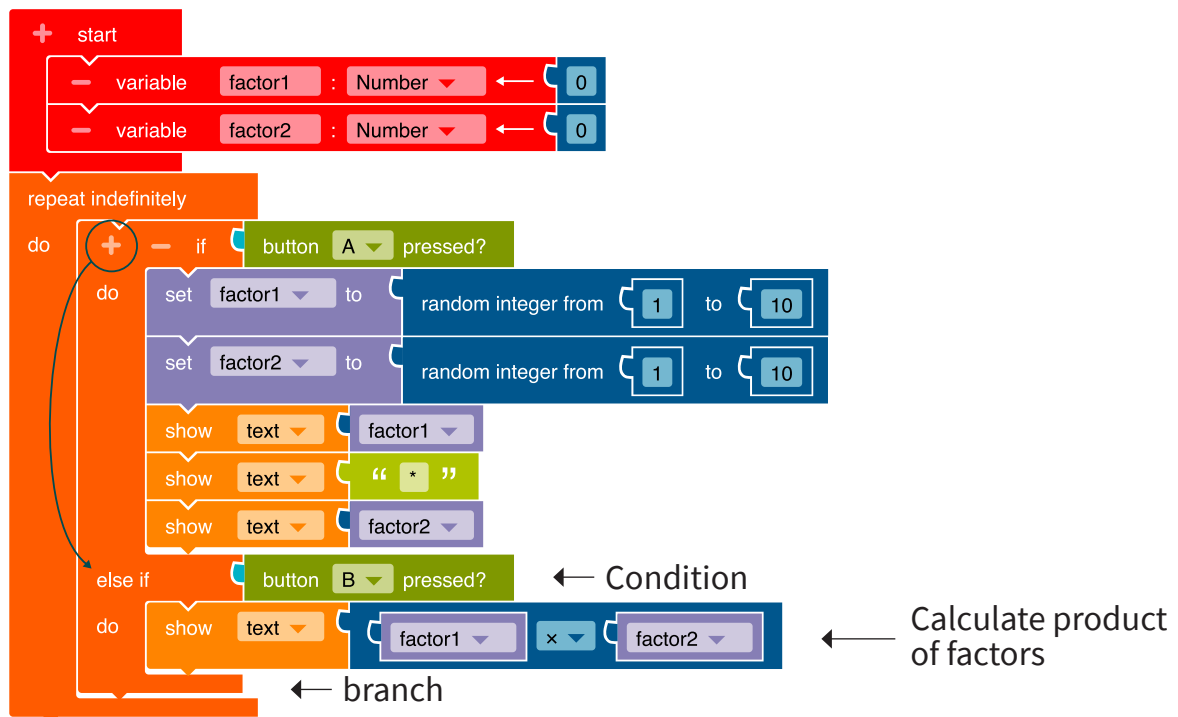 + start
− variable factor1 : Number ← 0
− variable factor2 : Number ← 0
repeat indefinitely
do + − if button A pressed?
do set factor1 to random integer from 1 to 10
set factor2 to random integer from 1 to 10
show text factor1
show text “ * ”
show text factor2
else if button B pressed? ← Condition
do show text factor1 × factor2 ← Calculate product
of factors
← branch